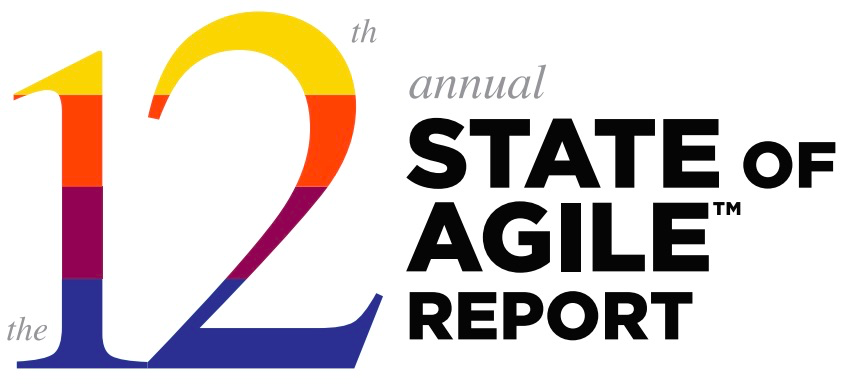 the 12th
annual
STATE OF
AGILE™
REPORT